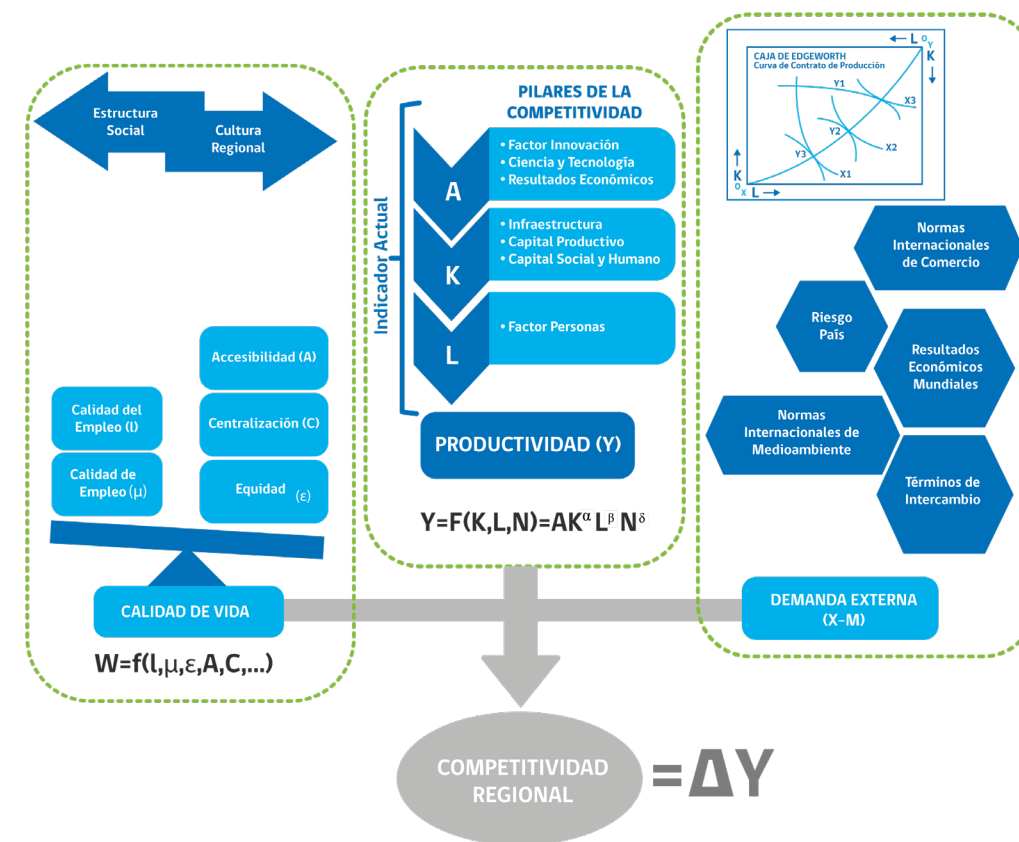 Estructura
Social
Cultura
Regional
Accesibilidad (A)
Calidad del
Empleo (l)
Centralización (C)
Calidad de
Empleo (μ)
Equidad
(ε)
CALIDAD DE VIDA
W=f(l,μ,ε,A,C,...)
PILARES DE LA
COMPETITIVIDAD
Indicador Actual
A
• Factor Innovación
• Ciencia y Tecnología
• Resultados Económicos
K
• Infraestructura
• Capital Productivo
• Capital Social y Humano
L
• Factor Personas
PRODUCTIVIDAD (Y)
Y=F(K,L,N)=AK^α L^β N^δ
CAJA DE EDGEWORTH
Curva de Contrato de Producción
← L O_Y
K
↓
Y1
X3
Y2
X2
Y3
X1
↑
K
O_X L →
Normas
Internacionales
de Comercio
Riesgo
País
Resultados
Económicos
Mundiales
Normas
Internacionales de
Medioambiente
Términos de
Intercambio
DEMANDA EXTERNA
(X-M)
COMPETITIVIDAD
REGIONAL
=ΔY